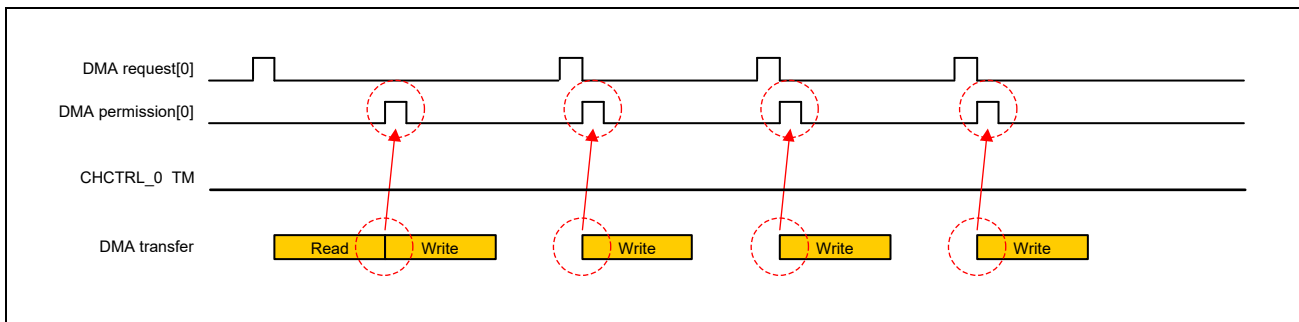 DMA request[0]
DMA permission[0]
CHCTRL_0 TM
DMA transfer
Read
Write
Write
Write
Write